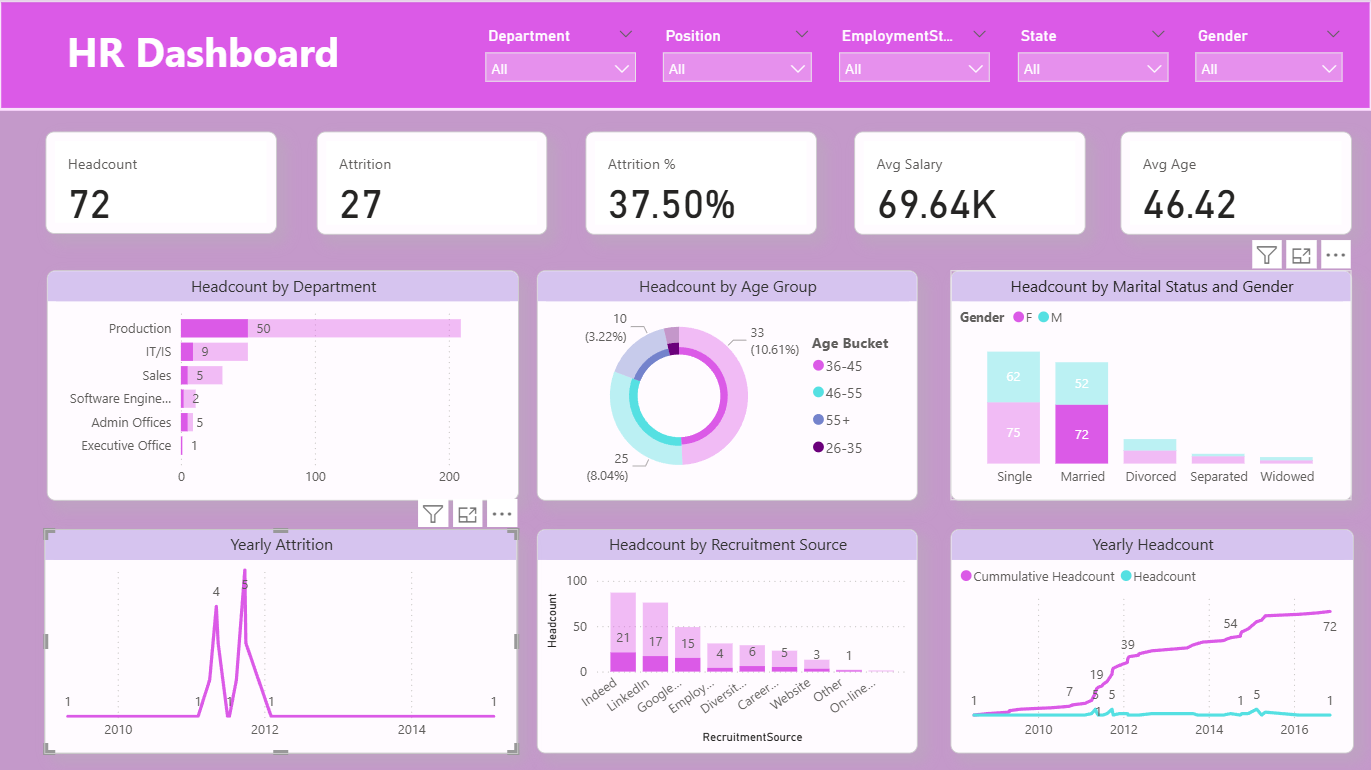 HR Dashboard
Department
Position
EmploymentSt...
State
Gender
All
All
All
All
All
Headcount
Attrition
Attrition %
Avg Salary
Avg Age
72
27
37.50%
69.64K
46.42
Headcount by Department
Production
50
IT/IS
9
Sales
5
Software Engine...
2
Admin Offices
5
Executive Office
1
0
100
200
Headcount by Age Group
10
(3.22%)
33
(10.61%)
25
(8.04%)
Age Bucket
36-45
46-55
55+
26-35
Headcount by Marital Status and Gender
Gender
F
M
62
52
75
72
Single
Married
Divorced
Separated
Widowed
Yearly Attrition
4
5
1
1
1
1
1
2010
2012
2014
Headcount by Recruitment Source
Headcount
100
50
0
21
17
15
4
6
5
3
1
Indeed
LinkedIn
Google...
Employ...
Diversit...
Career...
Website
Other
On-line...
RecruitmentSource
Yearly Headcount
Cummulative Headcount
Headcount
1
7
19
39
54
72
5
1
5
1
5
1
2010
2012
2014
2016